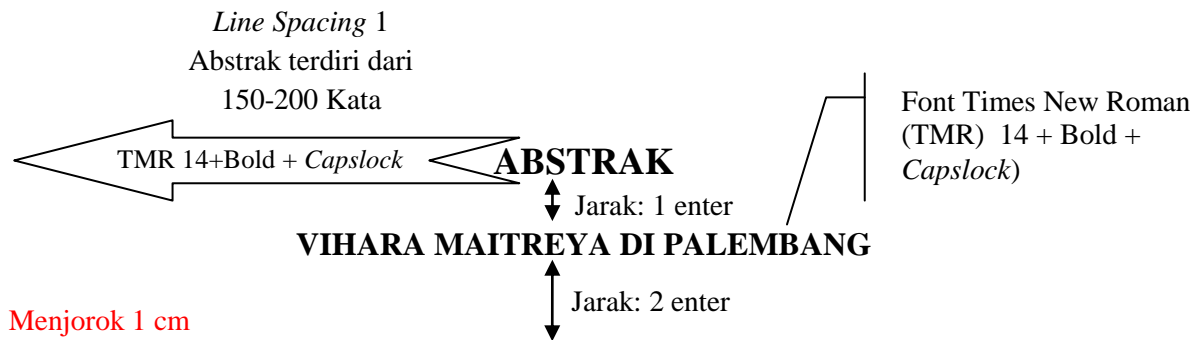 Line Spacing 1
Abstrak terdiri dari
150-200 Kata
Font Times New Roman
(TMR) 14 + Bold +
Capslock)
TMR 14+Bold + Capslock
ABSTRAK
Jarak: 1 enter
VIHARA MAITREYA DI PALEMBANG
Jarak: 2 enter
Menjorok 1 cm